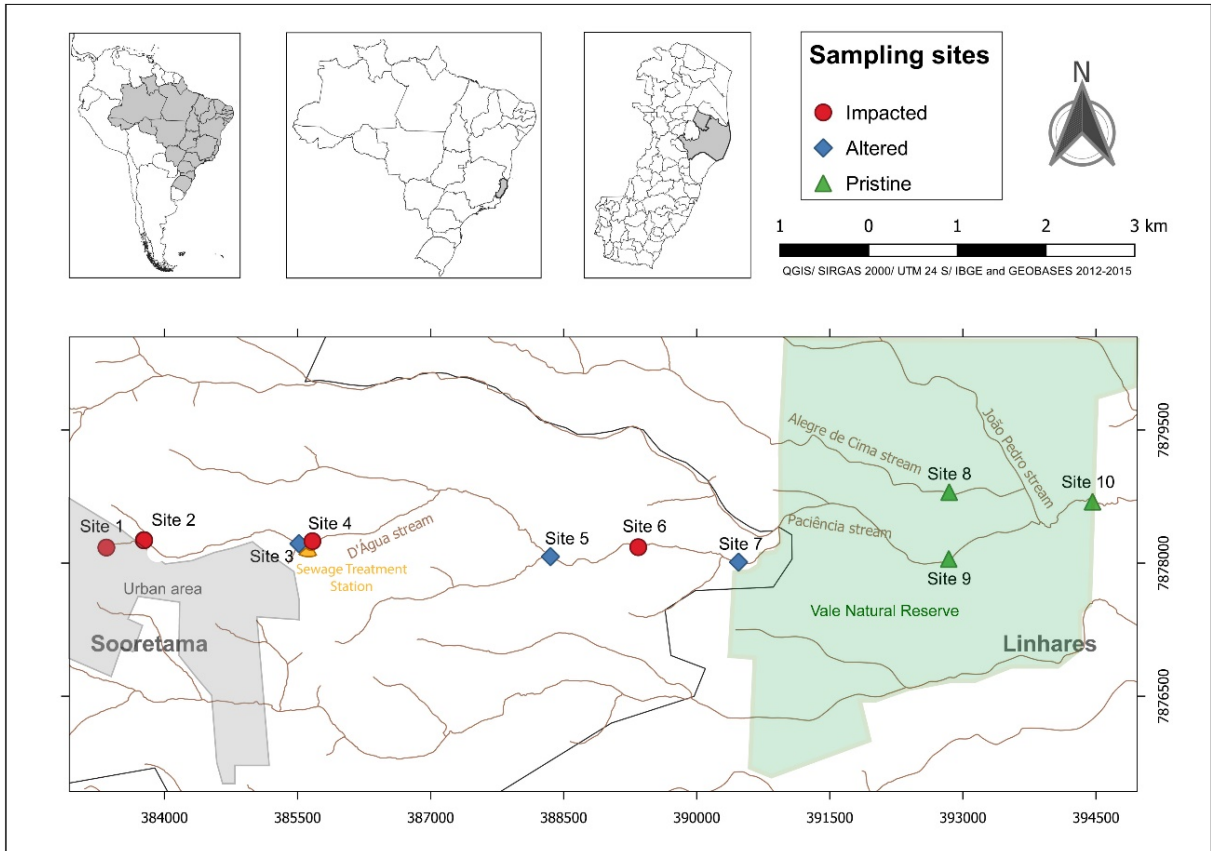 Sampling sites
Impacted
Altered
Pristine
N
1 0 1 2 3 km
QGIS/ SIRGAS 2000/ UTM 24 S/ IBGE and GEOBASES 2012-2015
Site 1
Site 2
Site 3
Site 4
D'Água stream
Sewage Treatment
Station
Site 5
Site 6
Site 7
Alegre de Cima stream
João Pedro stream
Site 8
Site 10
Paciência stream
Site 9
Urban area
Vale Natural Reserve
Sooretama
Linhares
7879500
7878000
7876500
384000 385500 387000 388500 390000 391500 393000 394500